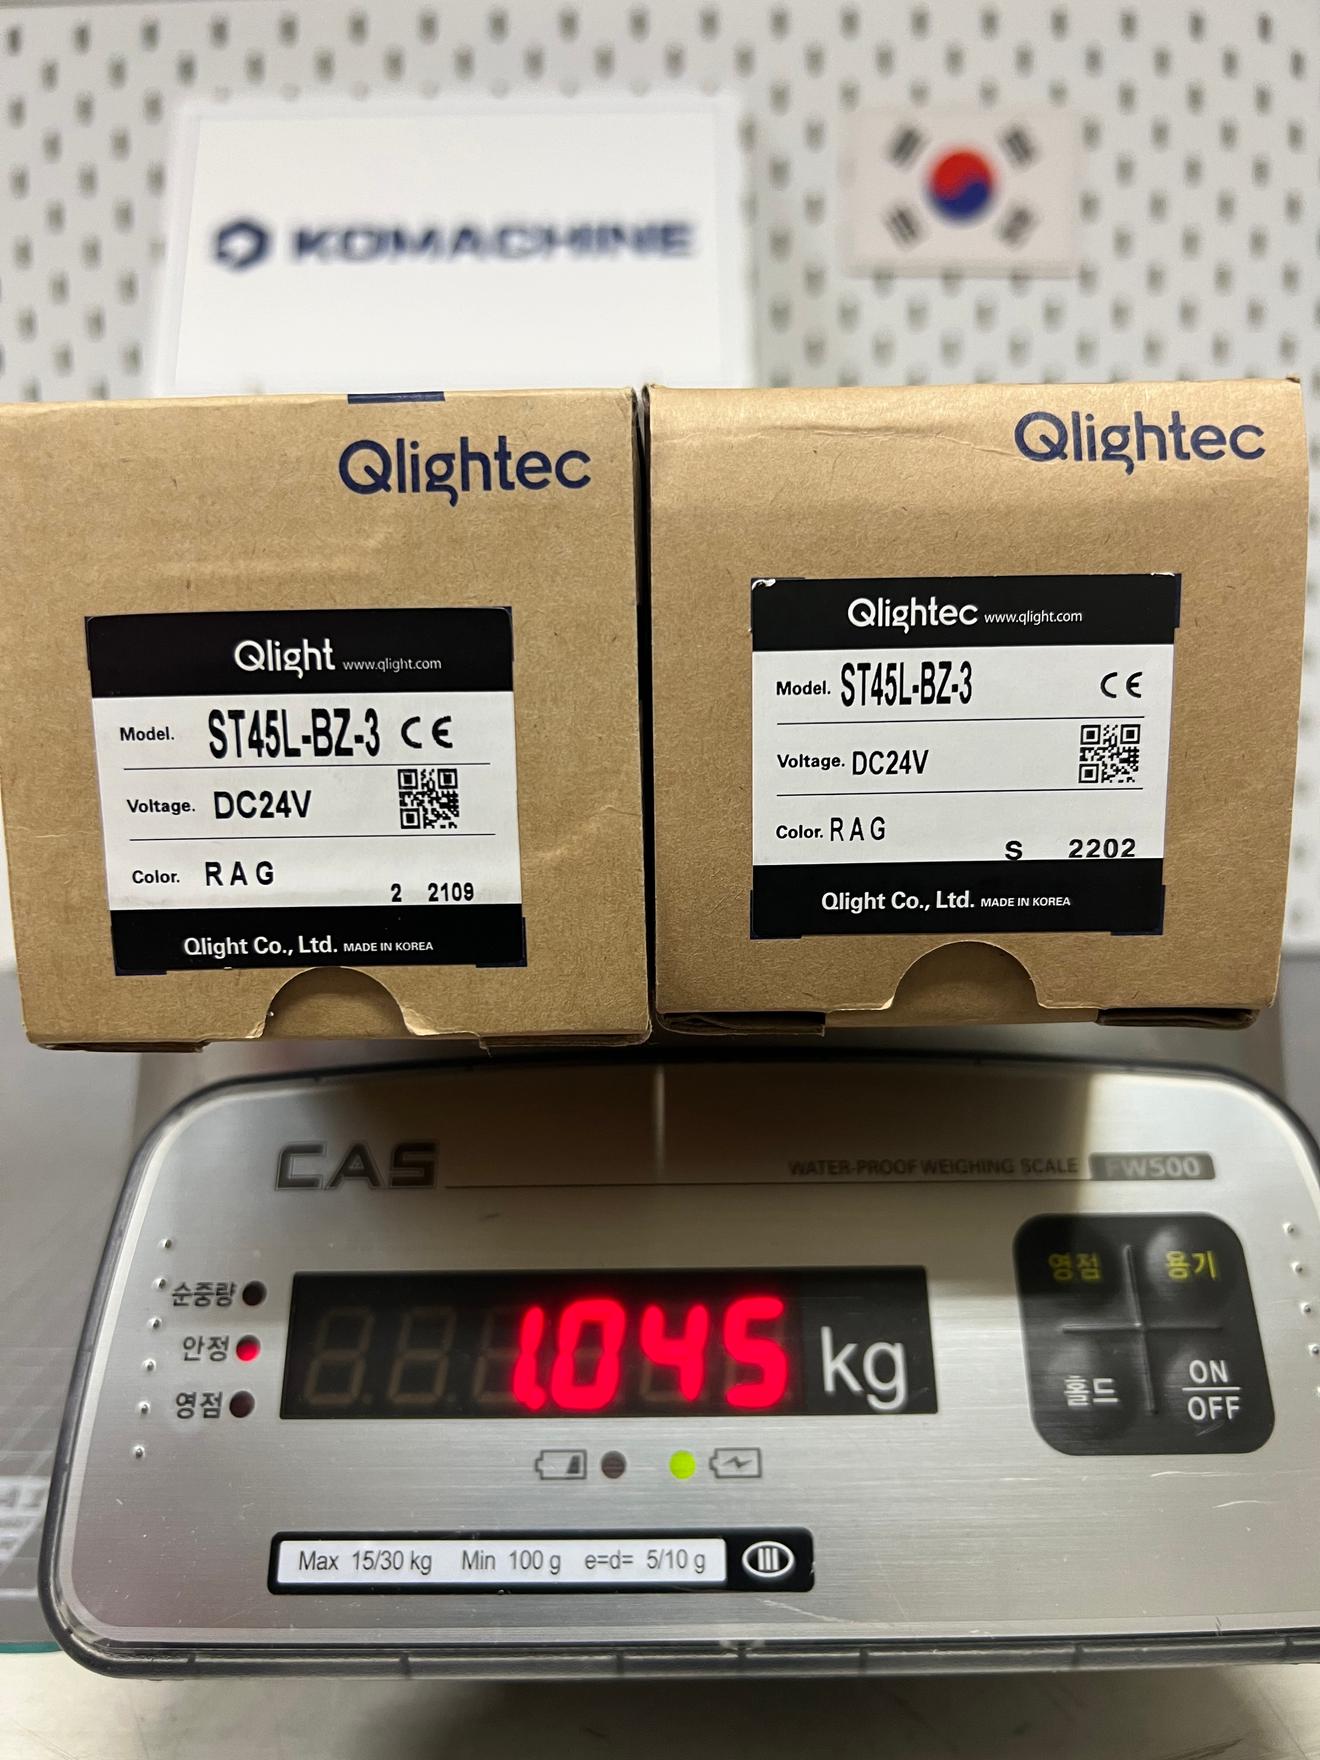 KOMACHINE
Qlightec
Qlight www.qlight.com
Model. ST45L-BZ-3 CE
Voltage. DC24V
Color. R A G
2 2109
Qlight Co., Ltd. MADE IN KOREA
Qlightec
Qlightec www.qlight.com
Model. ST45L-BZ-3 CE
Voltage. DC24V
Color. R A G
S 2202
Qlight Co., Ltd. MADE IN KOREA
CAS
WATER-PROOF WEIGHING SCALE FW500
순중량
안정
영점
1.045 kg
영점 용기
홀드 ON
OFF
Max 15/30 kg Min 100 g e=d= 5/10 g III